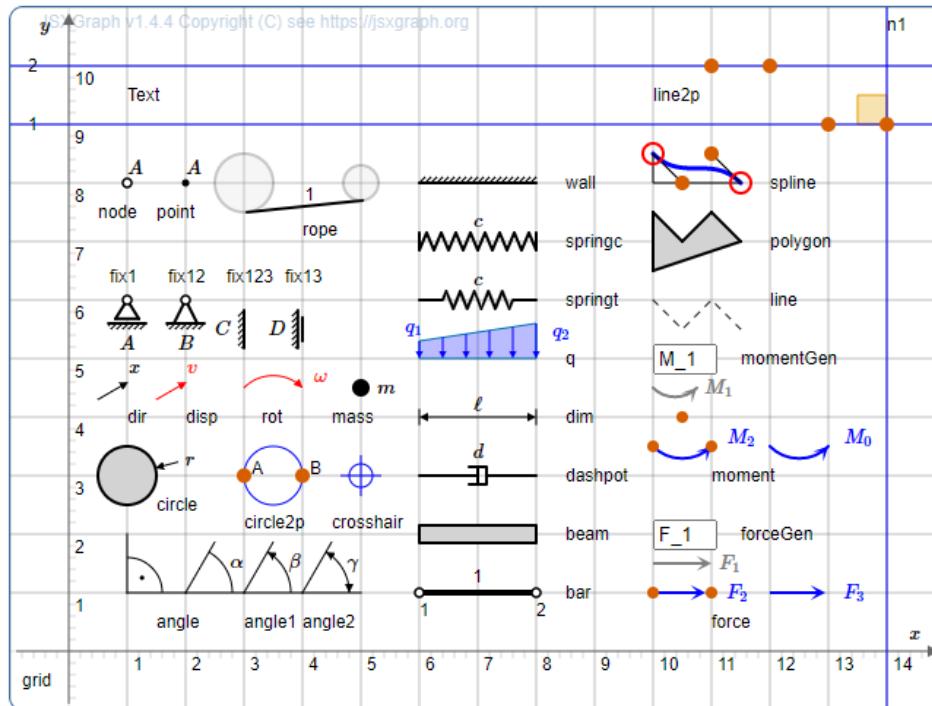 JSXGraph v1.4.4 Copyright (C) see https://jsxgraph.org
y
n1
2
10
Text
line2p
1
9
A
A
8
node
point
1
rope
wall
spline
7
c
springc
polygon
fix1
fix12
fix123
fix13
6
c
springt
line
A
B
C
D
q1
q2
q
M_1
momentGen
5
x
v
ω
m
M1
dir
disp
rot
mass
ℓ
dim
4
r
A
B
d
M2
M0
3
circle
circle2p
crosshair
dashpot
moment
2
α
β
γ
beam
F_1
forceGen
F1
1
1
1
2
bar
F2
F3
angle
angle1
angle2
force
x
grid
1
2
3
4
5
6
7
8
9
10
11
12
13
14